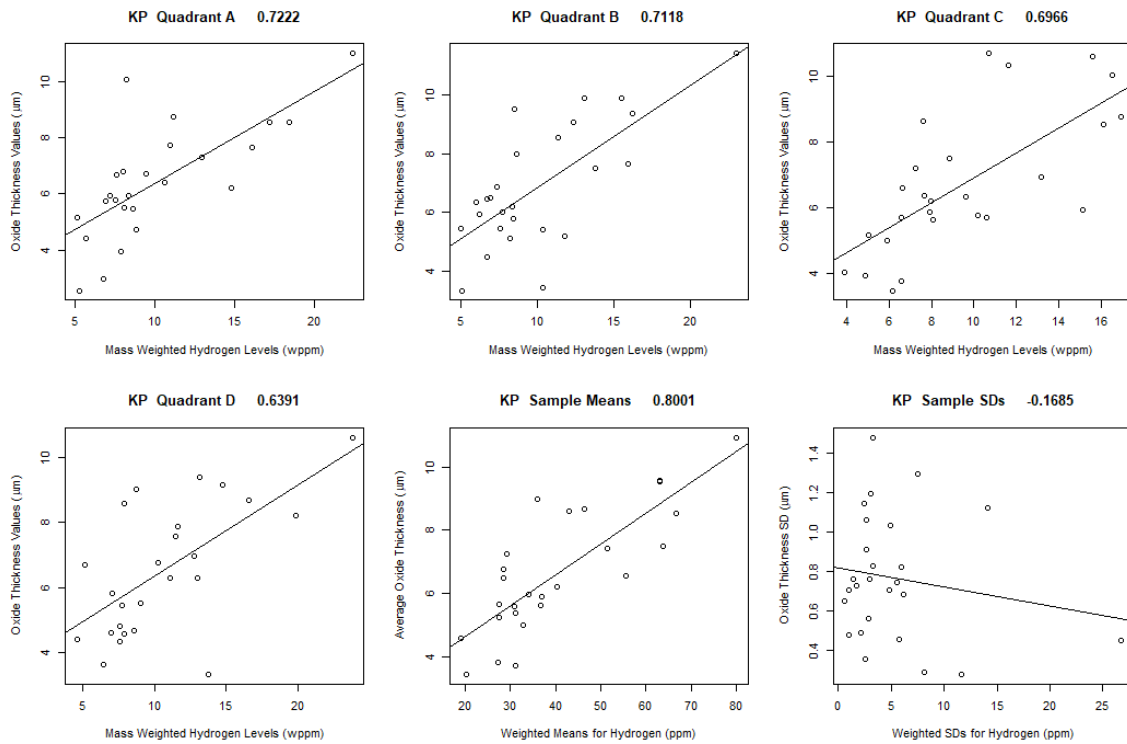 KP Quadrant A 0.7222
Oxide Thickness Values (μm)
10
8
6
4
5 10 15 20
Mass Weighted Hydrogen Levels (wppm)
KP Quadrant B 0.7118
Oxide Thickness Values (μm)
10
8
6
4
5 10 15 20
Mass Weighted Hydrogen Levels (wppm)
KP Quadrant C 0.6966
Oxide Thickness Values (μm)
10
8
6
4
4 6 8 10 12 14 16
Mass Weighted Hydrogen Levels (wppm)
KP Quadrant D 0.6391
Oxide Thickness Values (μm)
10
8
6
4
5 10 15 20
Mass Weighted Hydrogen Levels (wppm)
KP Sample Means 0.8001
Average Oxide Thickness (μm)
10
8
6
4
20 30 40 50 60 70 80
Weighted Means for Hydrogen (ppm)
KP Sample SDs -0.1685
Oxide Thickness SD (μm)
1.4
1.2
1.0
0.8
0.6
0.4
0 5 10 15 20 25
Weighted SDs for Hydrogen (ppm)